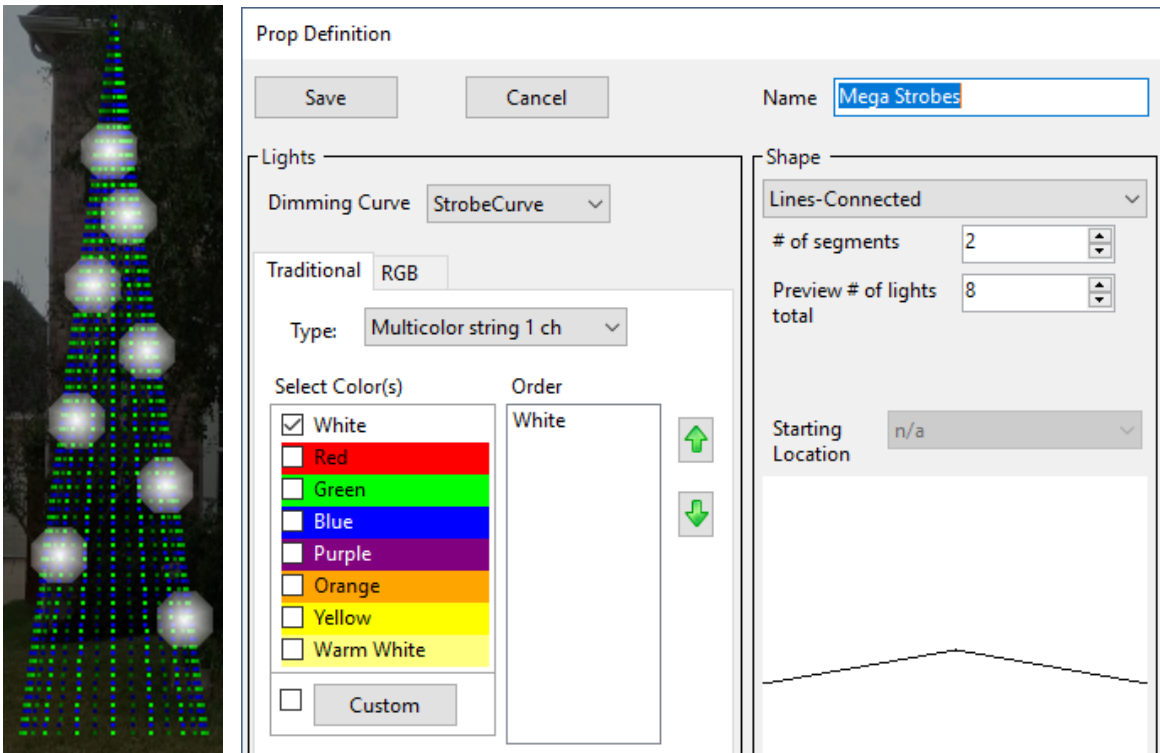 Prop Definition
Save
Cancel
Name
Mega Strobes
Lights
Dimming Curve
StrobeCurve
Traditional
RGB
Type:
Multicolor string 1 ch
Select Color(s)
White
Red
Green
Blue
Purple
Orange
Yellow
Warm White
Custom
Order
White
Shape
Lines-Connected
# of segments
2
Preview # of lights
total
8
Starting
Location
n/a